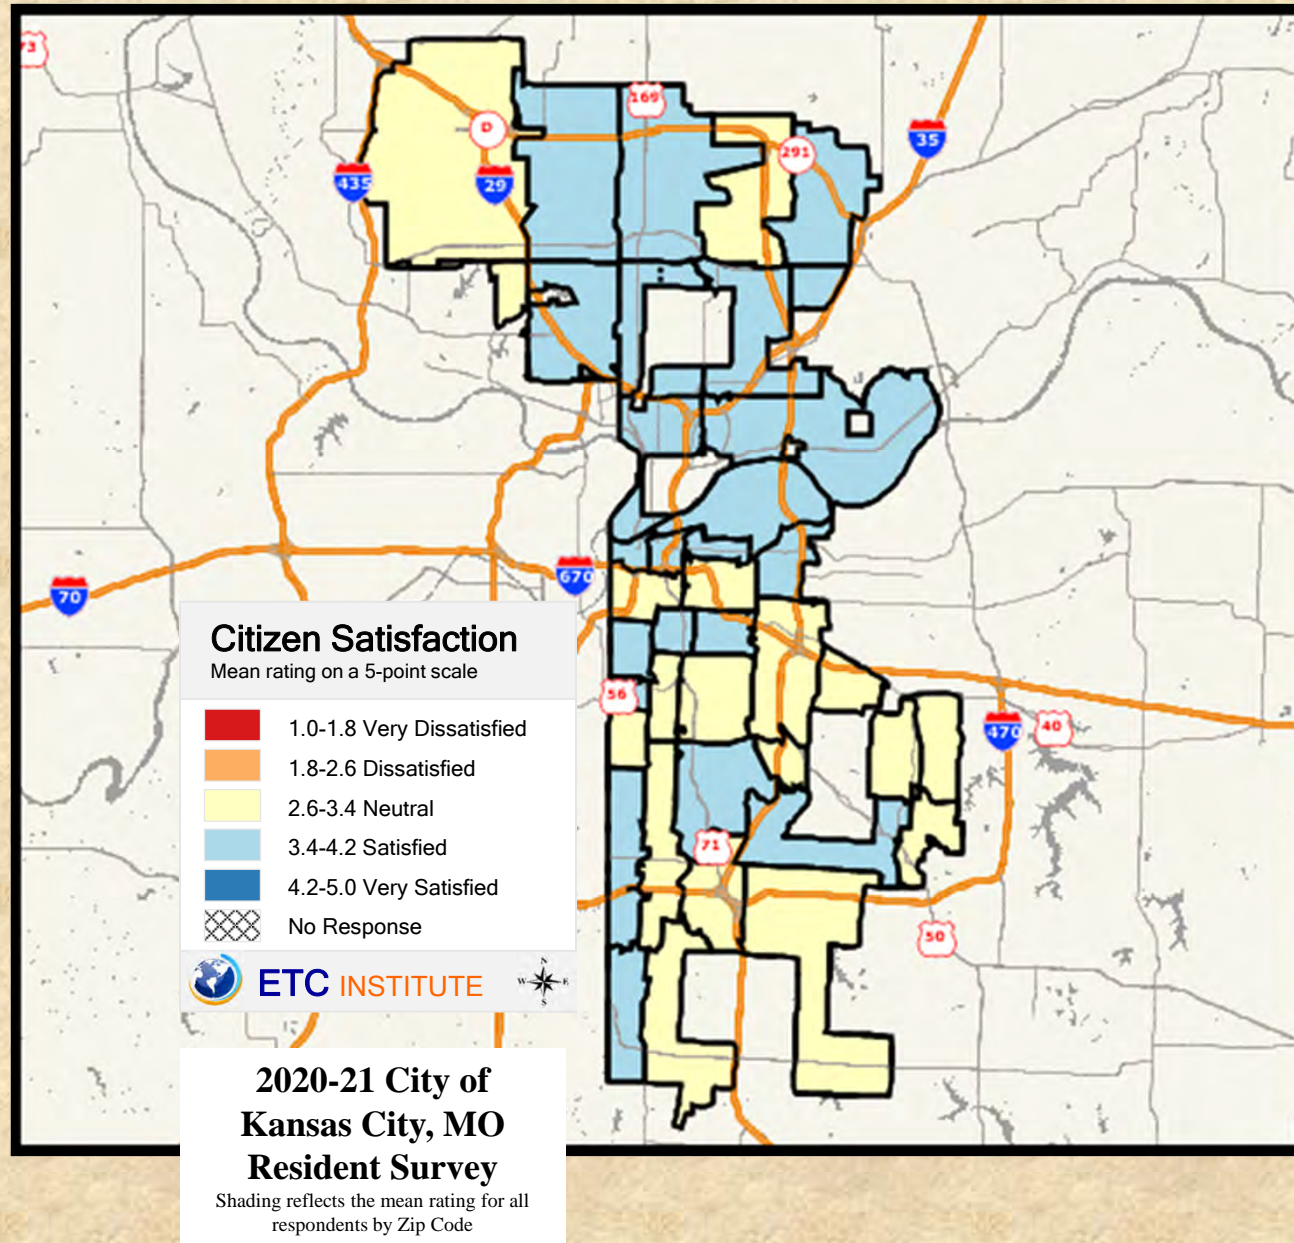 73
169
D
291
35
435
29
70
670
56
470
40
71
50
Citizen Satisfaction
Mean rating on a 5-point scale
1.0-1.8 Very Dissatisfied
1.8-2.6 Dissatisfied
2.6-3.4 Neutral
3.4-4.2 Satisfied
4.2-5.0 Very Satisfied
No Response
ETC INSTITUTE
N
W E
S
2020-21 City of
Kansas City, MO
Resident Survey
Shading reflects the mean rating for all
respondents by Zip Code